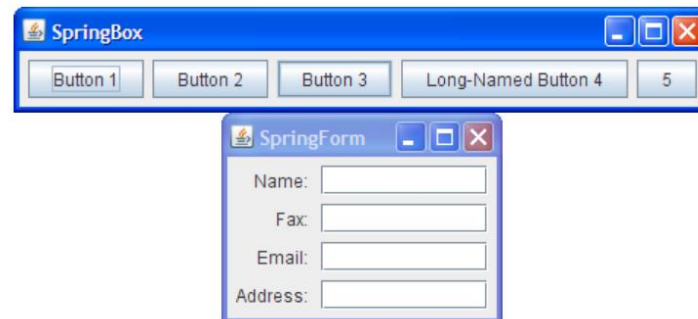 SpringBox
Button 1 Button 2 Button 3 Long-Named Button 4 5
SpringForm
Name:
Fax:
Email:
Address: